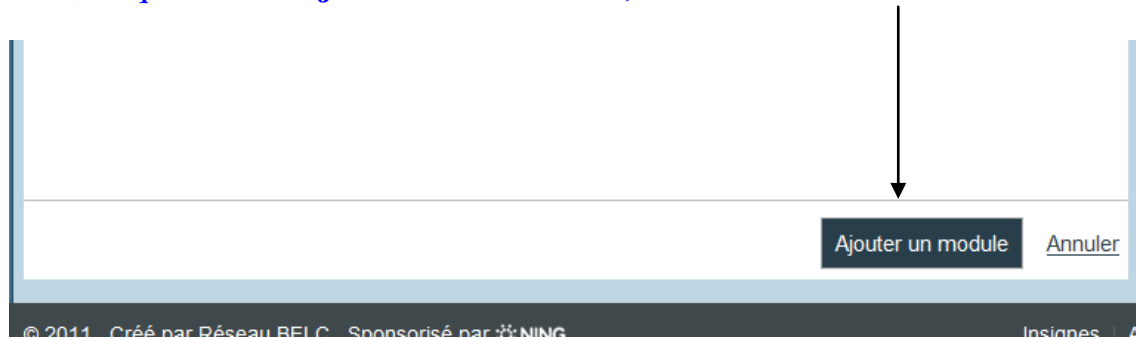 Ajouter un module Annuler
© 2011 Créé par Réseau BELC Sponsorisé par NING Insignes |